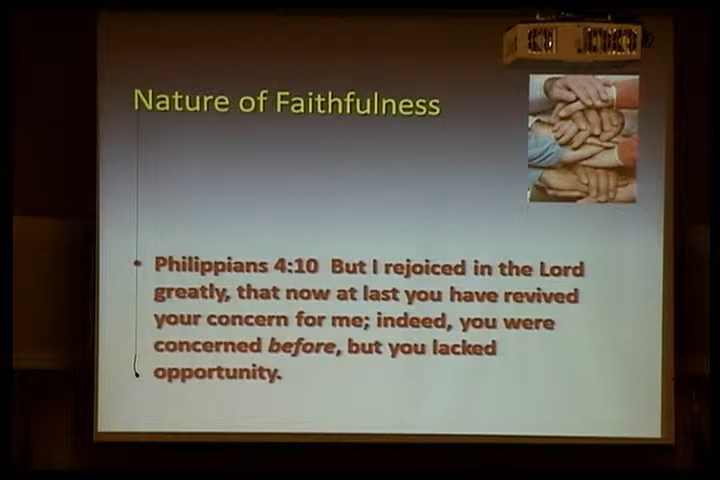 Nature of Faithfulness
• Philippians 4:10  But I rejoiced in the Lord
greatly, that now at last you have revived
your concern for me; indeed, you were
concerned before, but you lacked
opportunity.